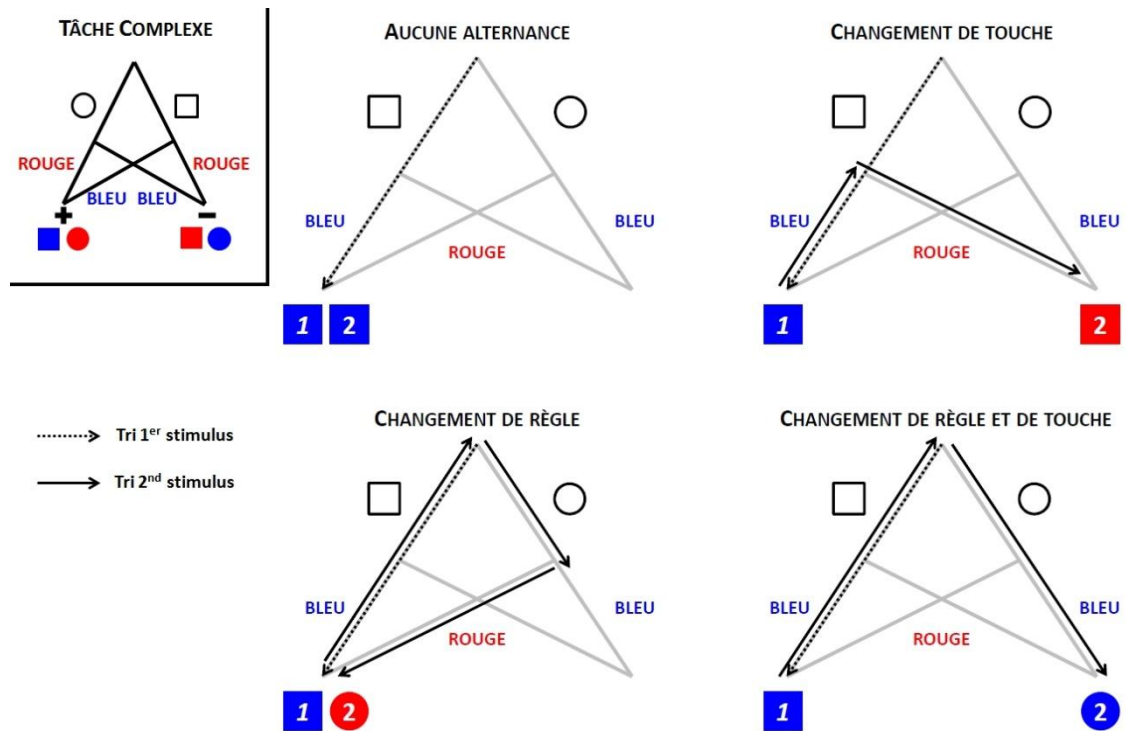 TÂCHE COMPLEXE
ROUGE ROUGE
BLEU BLEU
+ -
AUCUNE ALTERNANCE
BLEU BLEU
ROUGE
1 2
CHANGEMENT DE TOUCHE
BLEU BLEU
ROUGE
1 2
Tri 1er stimulus
Tri 2nd stimulus
CHANGEMENT DE RÈGLE
BLEU BLEU
ROUGE
1 2
CHANGEMENT DE RÈGLE ET DE TOUCHE
BLEU BLEU
ROUGE
1 2